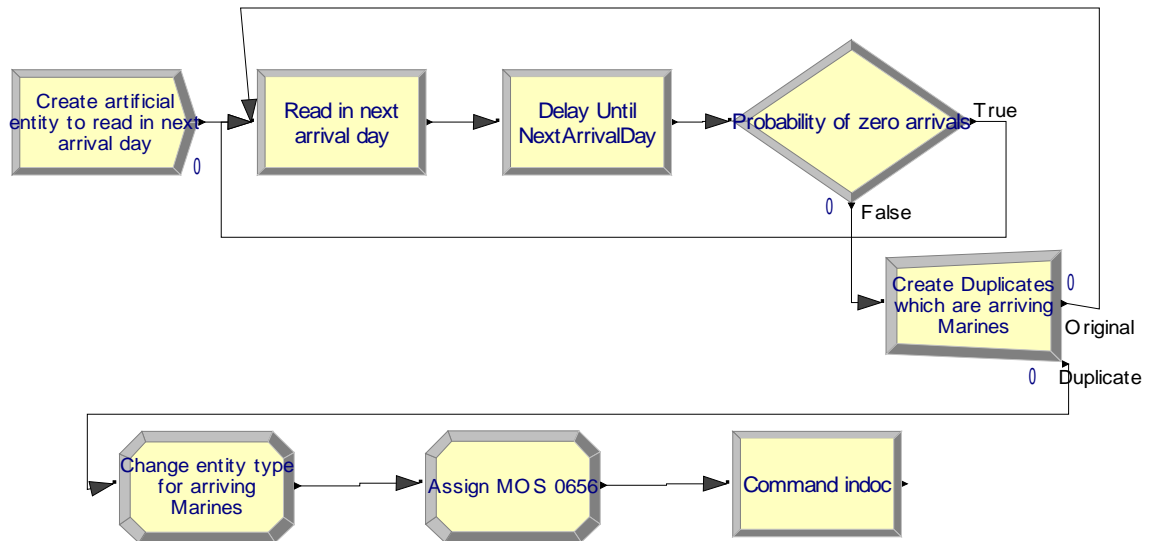 Create artificial
entity to read in next
arrival day
0
Read in next
arrival day
Delay Until
NextArrivalDay
Probability of zero arrivals
True
0
False
Create Duplicates
which are arriving
Marines
0
Original
0
Duplicate
Change entity type
for arriving
Marines
Assign MOS 0656
Command indoc